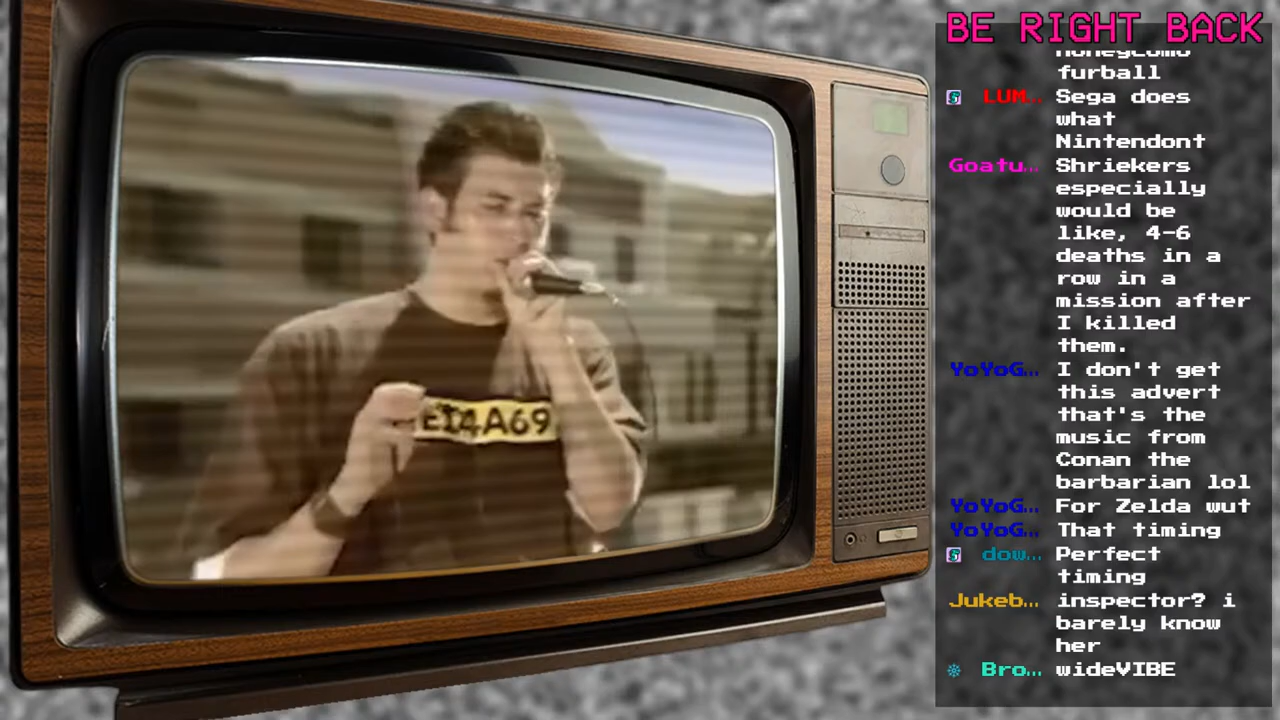 BE RIGHT BACK
furball
LUM... Sega does
what
Nintendont
Goatu... Shriekers
especially
would be
like, 4-6
deaths in a
row in a
mission after
I killed
them.
YoYoG... I don't get
this advert
that's the
music from
Conan the
barbarian lol
YoYoG... For Zelda wut
YoYoG... That timing
dow... Perfect
timing
Jukeb... inspector? i
barely know
her
Bro... wideVIBE